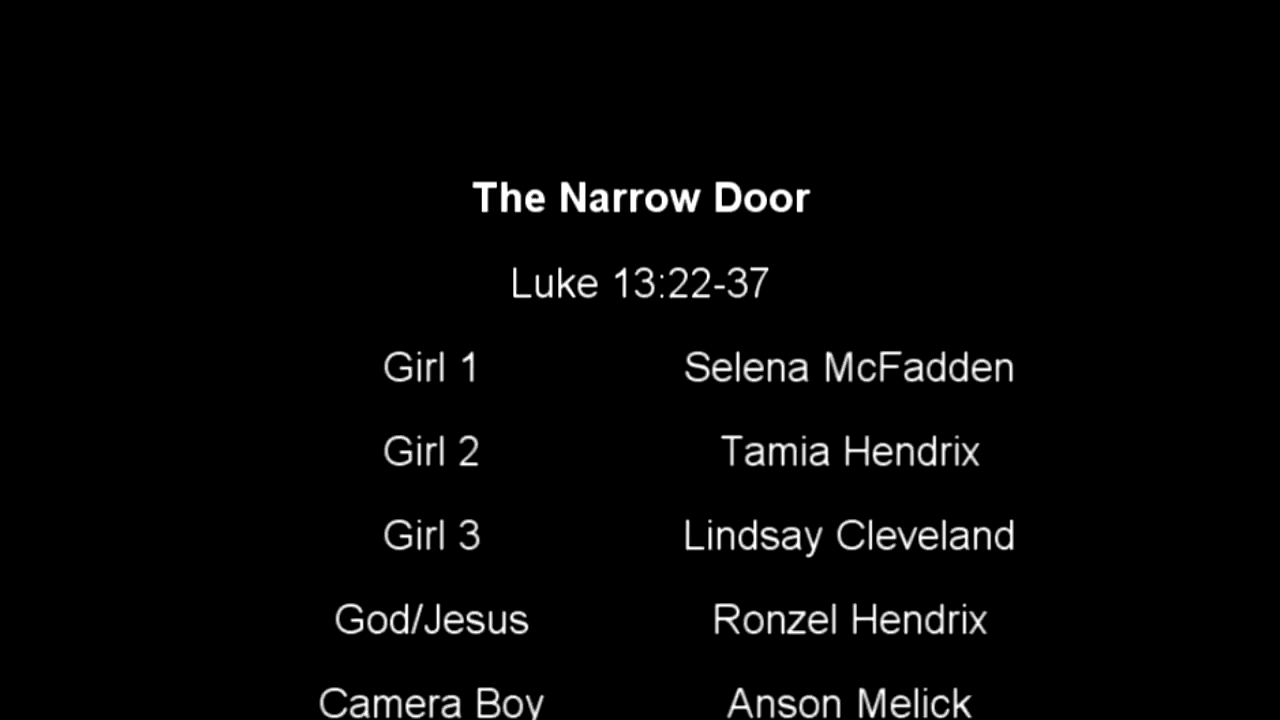 The Narrow Door
Luke 13:22-37
Girl 1 Selena McFadden
Girl 2 Tamia Hendrix
Girl 3 Lindsay Cleveland
God/Jesus Ronzel Hendrix
Camera Boy Anson Melick